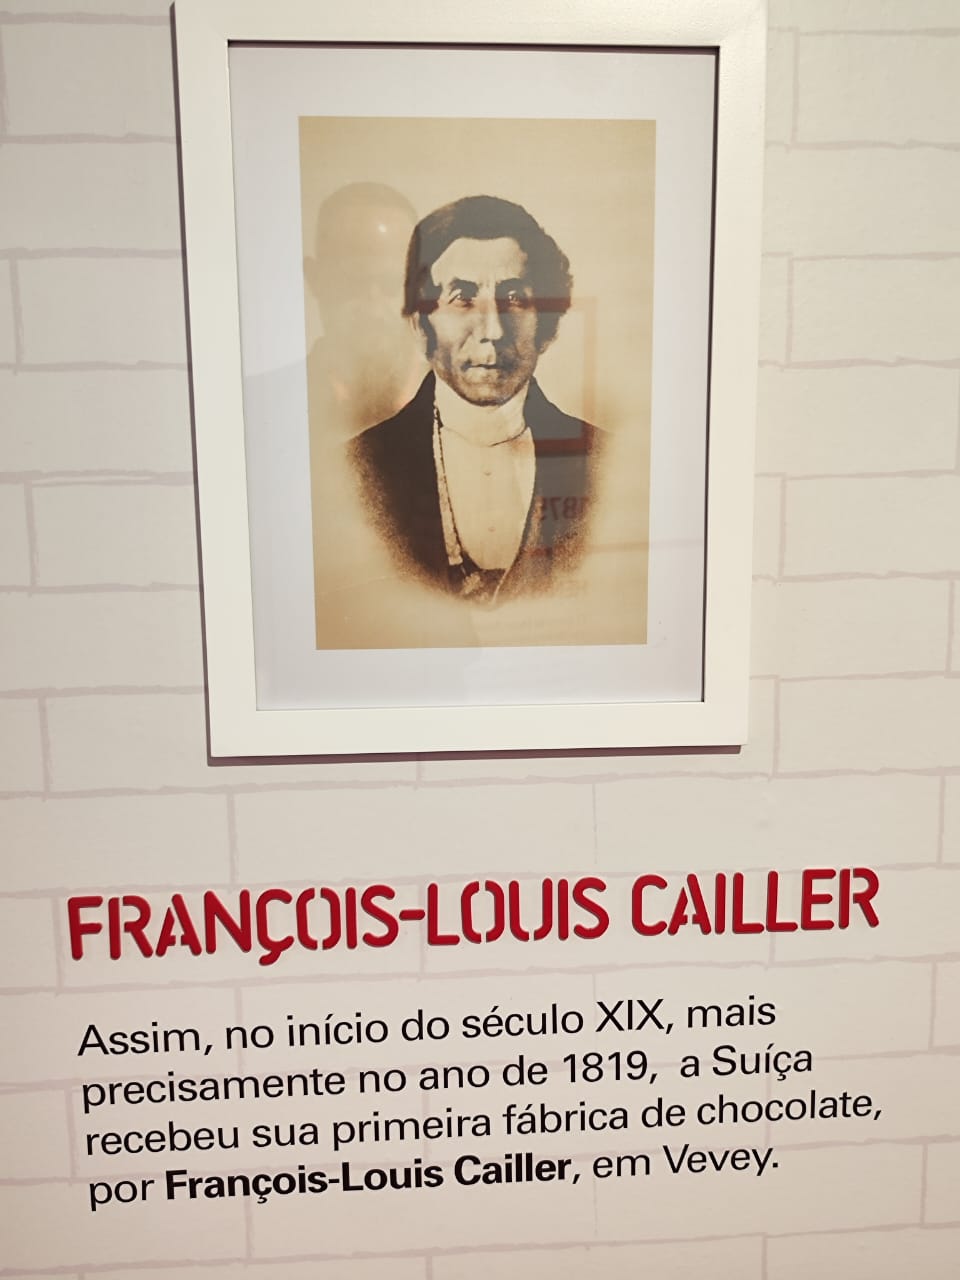 FRANÇOIS-LOUIS CAILLER
Assim, no início do século XIX, mais
precisamente no ano de 1819, a Suíça
recebeu sua primeira fábrica de chocolate,
por François-Louis Cailler, em Vevey.